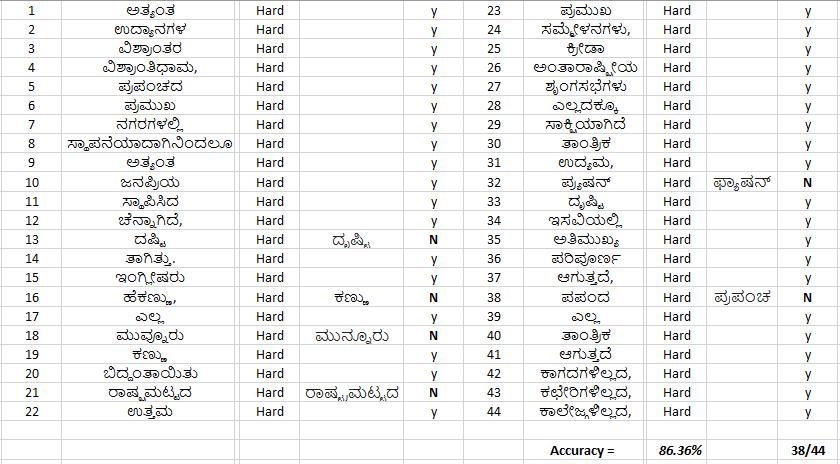 1 ಅತ್ಯಂತ Hard y 23 ಪ್ರಮುಖ Hard y
2 ಉದ್ಯಾನಗಳ Hard y 24 ಸಮ್ಮೇಳನಗಳು, Hard y
3 ವಿಶ್ರಾಂತರ Hard y 25 ಕ್ರೀಡಾ Hard y
4 ವಿಶ್ರಾಂತಿಧಾಮ, Hard y 26 ಅಂತಾರಾಷ್ಟ್ರೀಯ Hard y
5 ಪ್ರಪಂಚದ Hard y 27 ಶೃಂಗಸಭೆಗಳು Hard y
6 ಪ್ರಮುಖ Hard y 28 ಎಲ್ಲದಕ್ಕೂ Hard y
7 ನಗರಗಳಲ್ಲಿ Hard y 29 ಸಾಕ್ಷಿಯಾಗಿದೆ Hard y
8 ಸ್ಥಾಪನೆಯಾದಾಗಿನಿಂದಲೂ Hard y 30 ತಾಂತ್ರಿಕ Hard y
9 ಅತ್ಯಂತ Hard y 31 ಉದ್ಯಮ, Hard y
10 ಜನಪ್ರಿಯ Hard y 32 ಪ್ಯಾಷನ್ Hard ಫ್ಯಾಷನ್ N
11 ಸ್ಥಾಪಿಸಿದ Hard y 33 ದೃಷ್ಟಿ Hard y
12 ಚೆನ್ನಾಗಿದೆ, Hard y 34 ಇಸವಿಯಲ್ಲಿ Hard y
13 ದಷ್ಟಿ Hard ದೃಷ್ಟಿ N 35 ಅತಿಮುಖ್ಯ Hard y
14 ತಾಗಿತ್ತು. Hard y 36 ಪರಿಪೂರ್ಣ Hard y
15 ಇಂಗ್ಲೀಷರು Hard y 37 ಆಗುತ್ತದೆ, Hard y
16 ಹೆಕಣ್ಣು, Hard ಕಣ್ಣು N 38 ಪಪಂದ Hard ಪ್ರಪಂಚ N
17 ಎಲ್ಲ Hard y 39 ಎಲ್ಲ Hard y
18 ಮುವ್ನೂರು Hard ಮುನ್ನೂರು N 40 ತಾಂತ್ರಿಕ Hard y
19 ಕಣ್ಣು Hard y 41 ಆಗುತ್ತದೆ Hard y
20 ಬಿದ್ದಂತಾಯಿತು Hard y 42 ಕಾಗದಗಳಿಲ್ಲದ, Hard y
21 ರಾಷ್ಟ್ರಮಟ್ಟದ Hard ರಾಷ್ಟ್ರಮಟ್ಟದ N 43 ಕಛೇರಿಗಳಿಲ್ಲದ, Hard y
22 ಉತ್ತಮ Hard y 44 ಕಾಲೇಜ್ಗಳಿಲ್ಲದ, Hard y
Accuracy = 86.36% 38/44